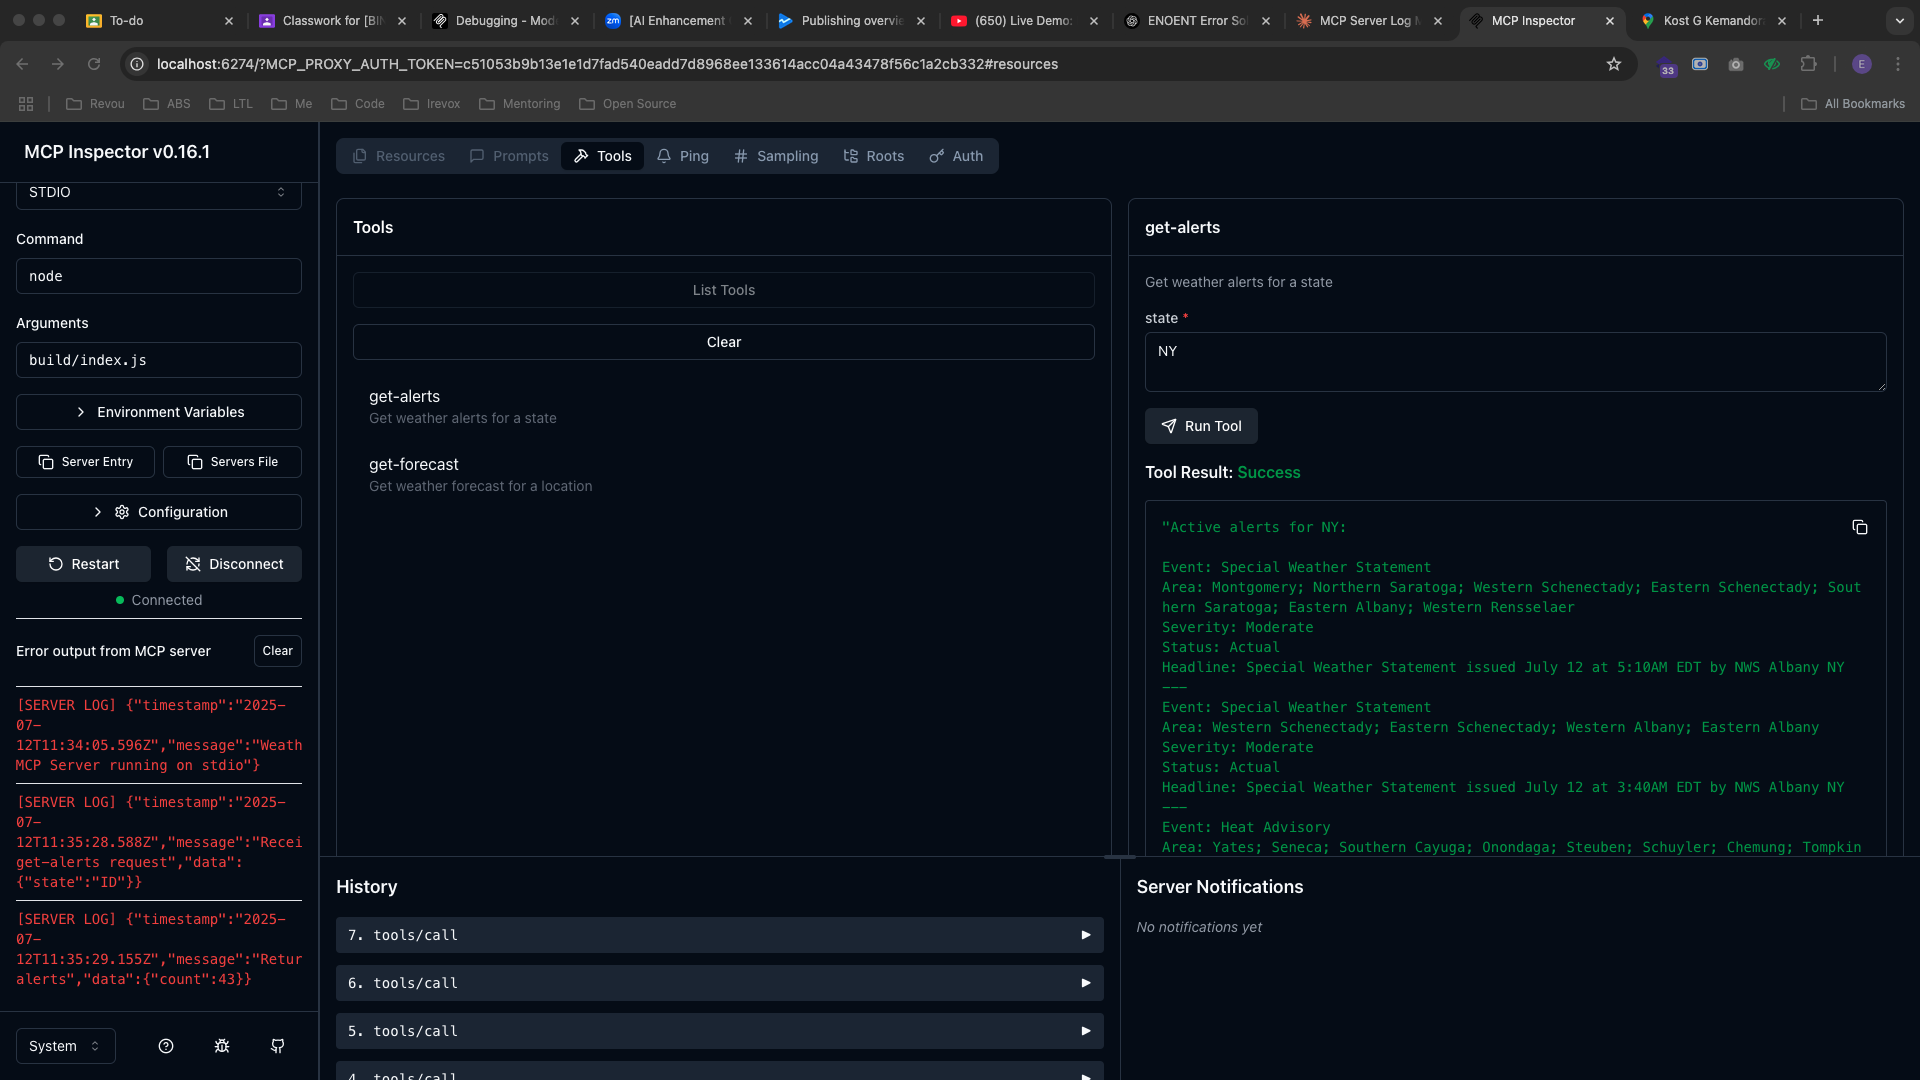 To-do
Classwork for [BIN
Debugging - Mod
[AI Enhancement
Publishing overvie
(650) Live Demo:
ENOENT Error Sol
MCP Server Log M
MCP Inspector
Kost G Kemandor
localhost:6274/?MCP_PROXY_AUTH_TOKEN=c51053b9b13e1e1d7fad540eadd7d8968ee133614acc04a43478f56c1a2cb332#resources
33
E
Revou
ABS
LTL
Me
Code
Irevox
Mentoring
Open Source
All Bookmarks
MCP Inspector v0.16.1
STDIO
Command
node
Arguments
build/index.js
Environment Variables
Server Entry
Servers File
Configuration
Restart
Disconnect
Connected
Error output from MCP server
Clear
[SERVER LOG] {"timestamp":"2025-
07-
12T11:34:05.596Z","message":"Weath
MCP Server running on stdio"}
[SERVER LOG] {"timestamp":"2025-
07-
12T11:35:28.588Z","message":"Recei
get-alerts request","data":
{"state":"ID"}}
[SERVER LOG] {"timestamp":"2025-
07-
12T11:35:29.155Z","message":"Retur
alerts","data":{"count":43}}
System
Resources
Prompts
Tools
Ping
Sampling
Roots
Auth
Tools
List Tools
Clear
get-alerts
Get weather alerts for a state
get-forecast
Get weather forecast for a location
get-alerts
Get weather alerts for a state
state *
NY
Run Tool
Tool Result: Success
"Active alerts for NY:
Event: Special Weather Statement
Area: Montgomery; Northern Saratoga; Western Schenectady; Eastern Schenectady; Sout
hern Saratoga; Eastern Albany; Western Rensselaer
Severity: Moderate
Status: Actual
Headline: Special Weather Statement issued July 12 at 5:10AM EDT by NWS Albany NY
---
Event: Special Weather Statement
Area: Western Schenectady; Eastern Schenectady; Western Albany; Eastern Albany
Severity: Moderate
Status: Actual
Headline: Special Weather Statement issued July 12 at 3:40AM EDT by NWS Albany NY
---
Event: Heat Advisory
Area: Yates; Seneca; Southern Cayuga; Onondaga; Steuben; Schuyler; Chemung; Tompkin
History
7. tools/call
6. tools/call
5. tools/call
4. tools/call
Server Notifications
No notifications yet